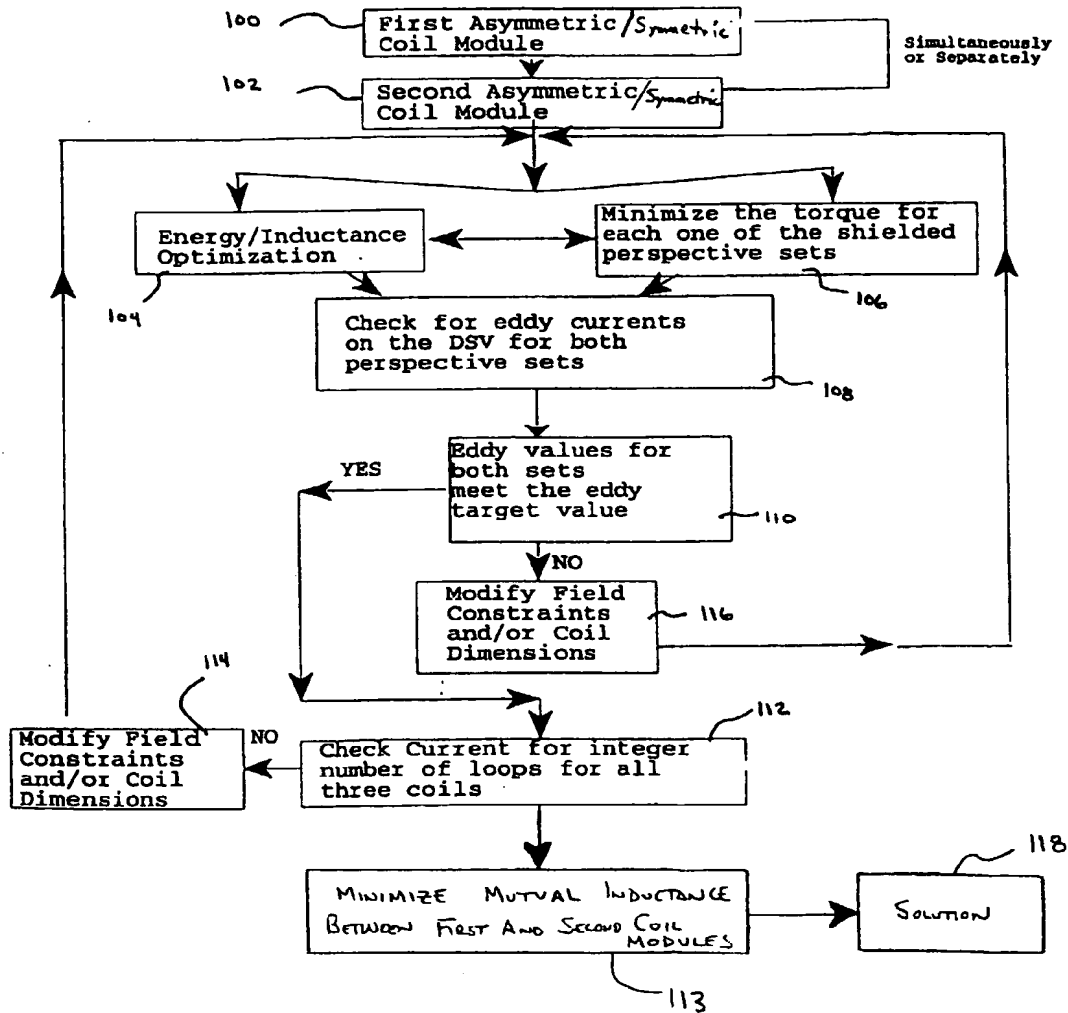 100
First Asymmetric/Symmetric
Coil Module
Simultaneously
or Separately
102
Second Asymmetric/Symmetric
Coil Module
Energy/Inductance
Optimization
104
Minimize the torque for
each one of the shielded
perspective sets
106
Check for eddy currents
on the DSV for both
perspective sets
108
Eddy values for
both sets
meet the eddy
target value
110
YES
NO
Modify Field
Constraints
and/or Coil
Dimensions
116
114
Modify Field
Constraints
and/or Coil
Dimensions
NO
112
Check Current for integer
number of loops for all
three coils
MINIMIZE MUTUAL INDUCTANCE
BETWEEN FIRST AND SECOND COIL
MODULES
113
118
SOLUTION